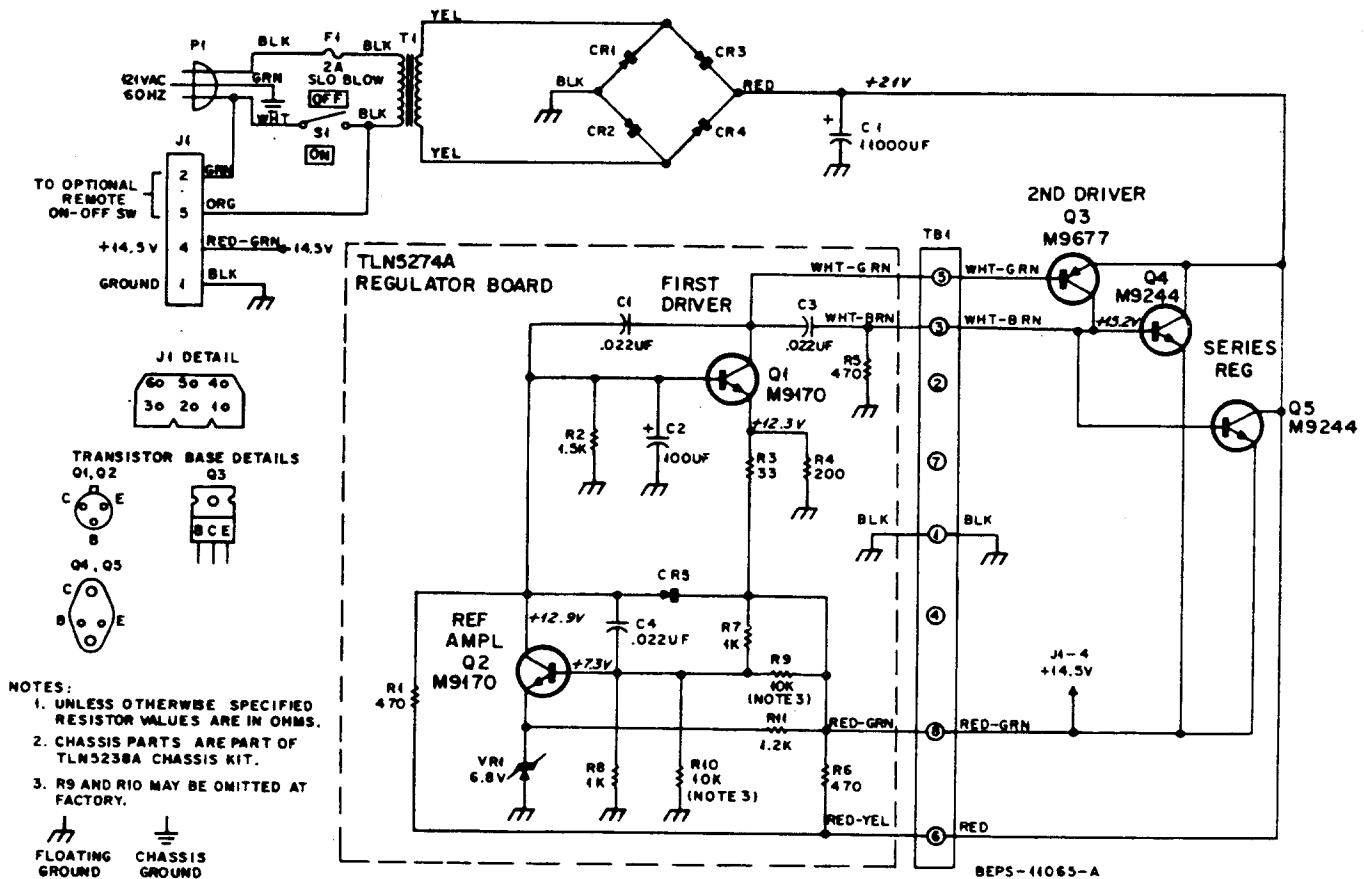 YEL
P1
BLK
F1
BLK
T1
2A
SLO BLOW
OFF
121VAC
60HZ
GRN
WHT
S1
BLK
ON
YEL
CR1
CR3
BLK
RED
CR2
CR4
+21V
+
C1
11000UF
J1
2
GRN
TO OPTIONAL
REMOTE
ON-OFF SW
5
ORG
+14.5V
4
RED-GRN
+14.5V
GROUND
1
BLK
J1 DETAIL
6 5 4
3 2 1
TRANSISTOR BASE DETAILS
Q1,Q2
C E
B
Q3
B C E
Q4, Q5
C
B E
NOTES:
1. UNLESS OTHERWISE SPECIFIED
RESISTOR VALUES ARE IN OHMS.
2. CHASSIS PARTS ARE PART OF
TLN5238A CHASSIS KIT.
3. R9 AND R10 MAY BE OMITTED AT
FACTORY.
FLOATING
GROUND
CHASSIS
GROUND
TLN5274A
REGULATOR BOARD
FIRST
DRIVER
WHT-GRN
C1
.022UF
C3
.022UF
WHT-BRN
R5
470
Q1
M9170
R2
1.5K
+
C2
100UF
+12.3V
R3
33
R4
200
BLK
CR5
+12.9V
C4
.022UF
REF
AMPL
Q2
M9170
+7.3V
R7
1K
R9
10K
(NOTE 3)
R1
470
R11
1.2K
RED-GRN
VR1
6.8V
R8
1K
R10
10K
(NOTE 3)
R6
470
RED-YEL
TB1
5
3
2
7
1
4
8
6
2ND DRIVER
Q3
M9677
WHT-GRN
Q4
M9244
WHT-BRN
+15.2V
SERIES
REG
Q5
M9244
BLK
J1-4
+14.5V
RED-GRN
RED
BEPS-11065-A